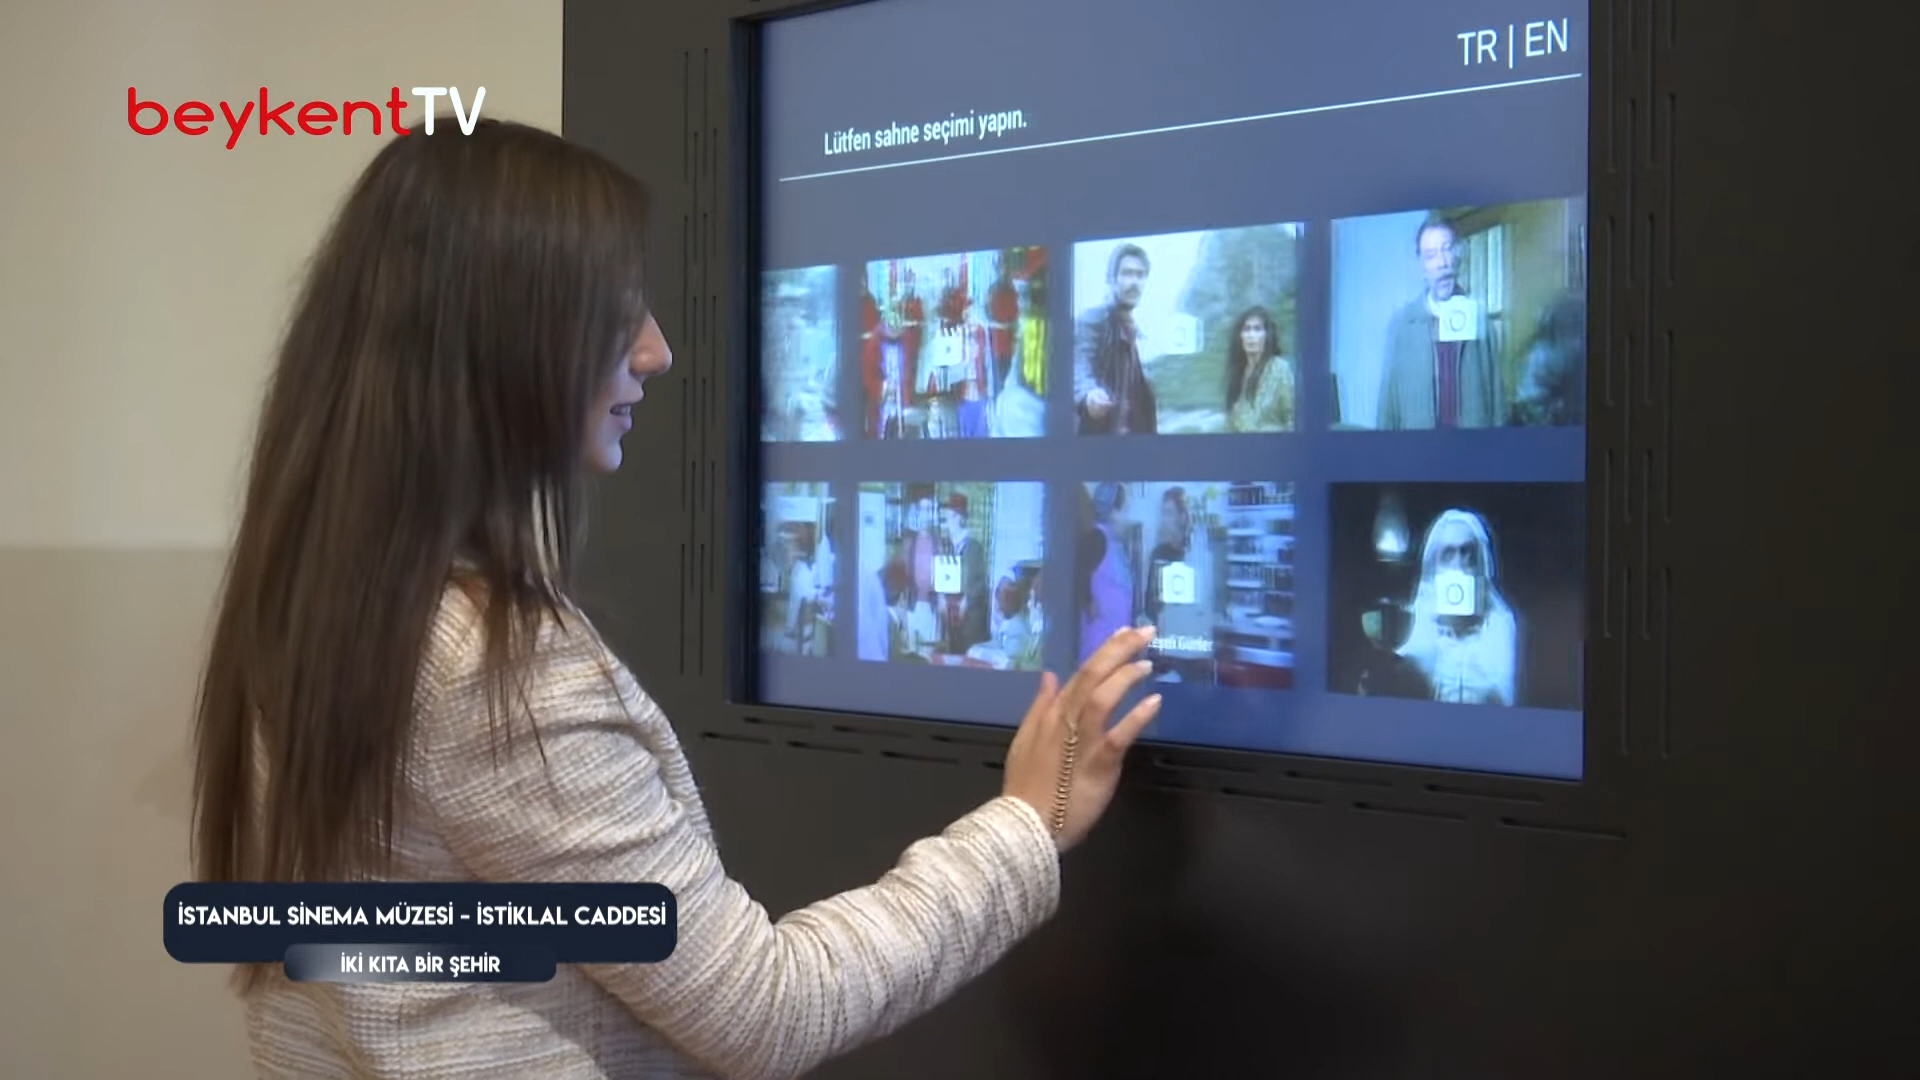 beykentTV
TR | EN
Lütfen sahne seçimi yapın.
İSTANBUL SİNEMA MÜZESİ - İSTİKLAL CADDESİ
İKİ KITA BİR ŞEHİR